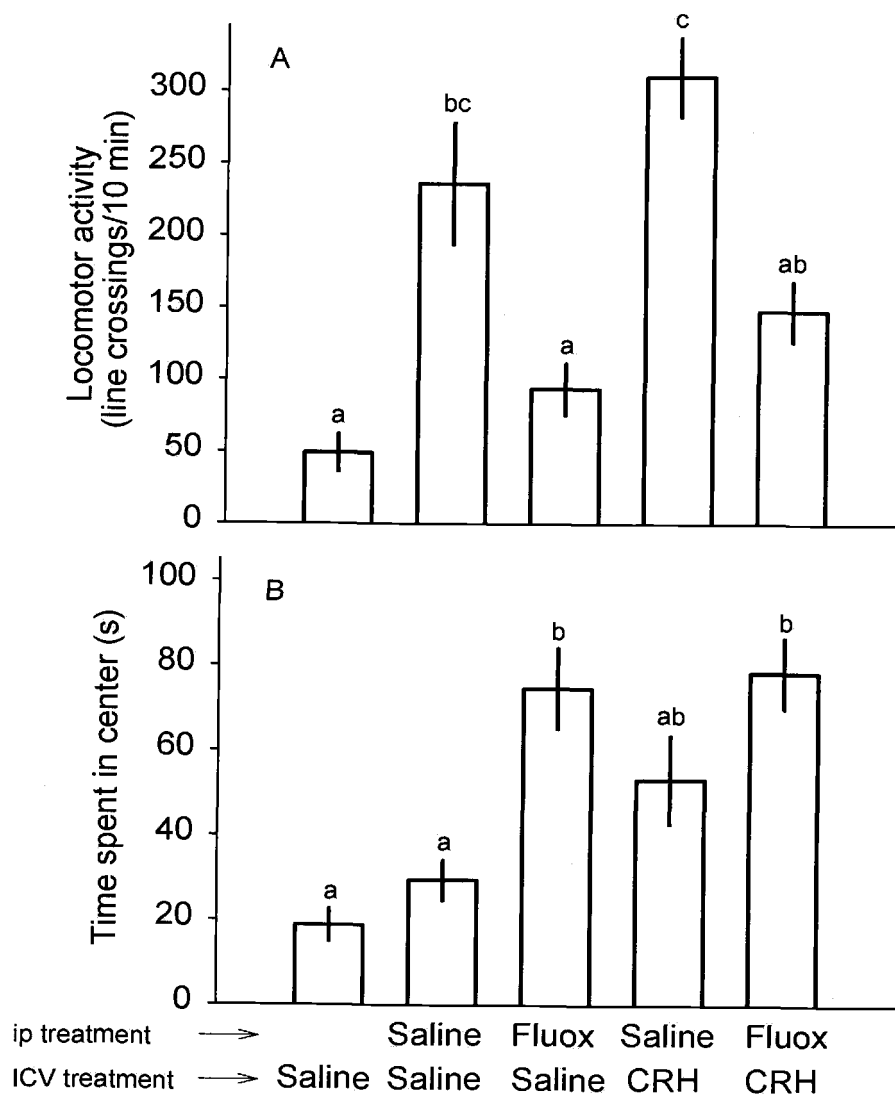 A
Locomotor activity
(line crossings/10 min)
300
250
200
150
100
50
0
a
bc
a
c
ab
B
Time spent in center (s)
100
80
60
40
20
0
a
a
b
ab
b
ip treatment → Saline Fluox Saline Fluox
ICV treatment → Saline Saline Saline CRH CRH